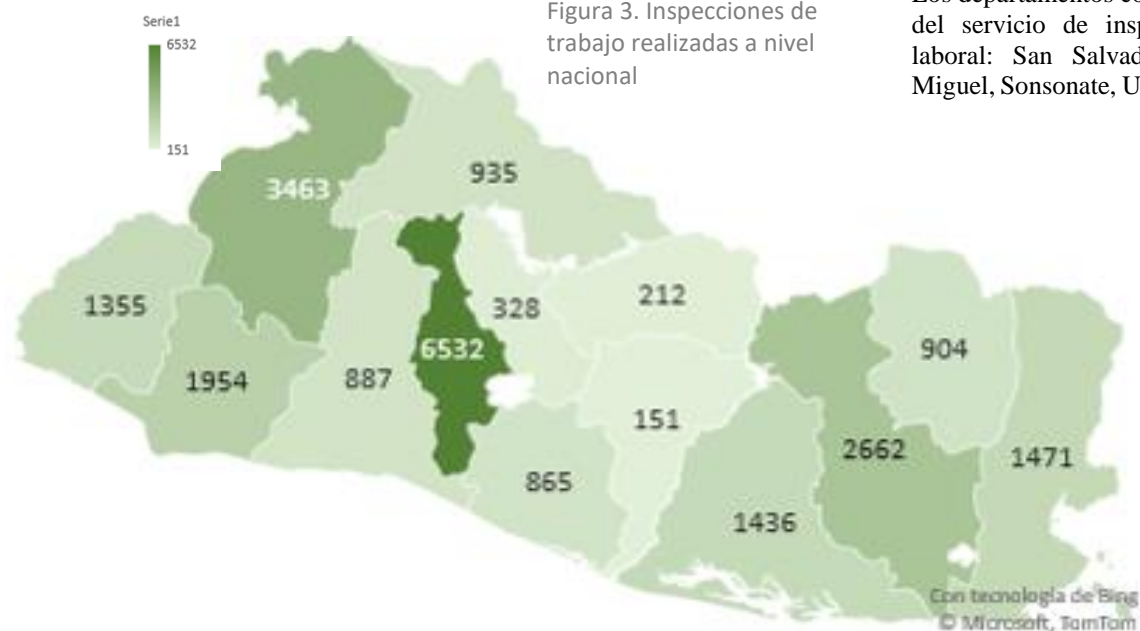 Serie1
6532
151
Figura 3. Inspecciones de
trabajo realizadas a nivel
nacional
Los departamentos
del servicio de
laboral: San
Miguel, Sonsonate,
3463
935
1355
1954
887
6532
328
212
151
865
904
2662
1471
1436
Con tecnología de Bing
© Microsoft, TomTom